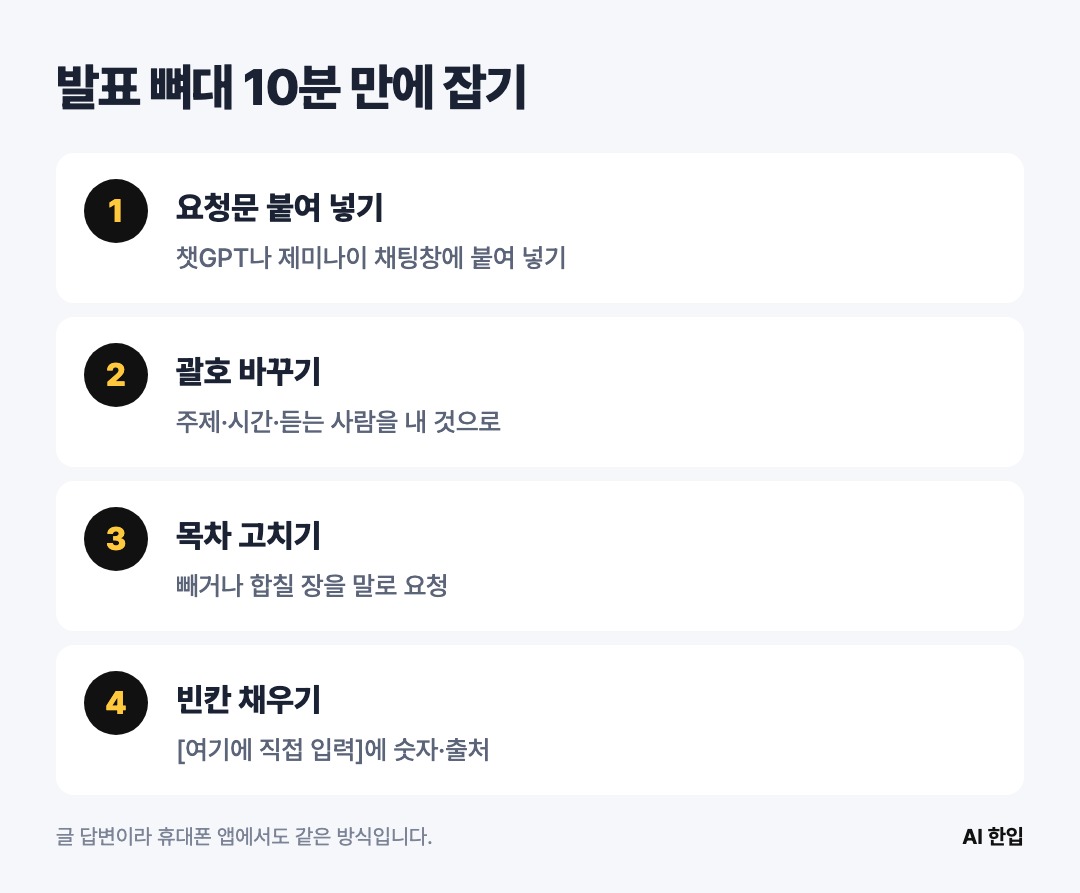 발표 뼈대 10분 만에 잡기
1
요청문 붙여 넣기
챗GPT나 제미나이 채팅창에 붙여 넣기
2
괄호 바꾸기
주제·시간·듣는 사람을 내 것으로
3
목차 고치기
빼거나 합칠 장을 말로 요청
4
빈칸 채우기
[여기에 직접 입력]에 숫자·출처
글 답변이라 휴대폰 앱에서도 같은 방식입니다.
AI 한입